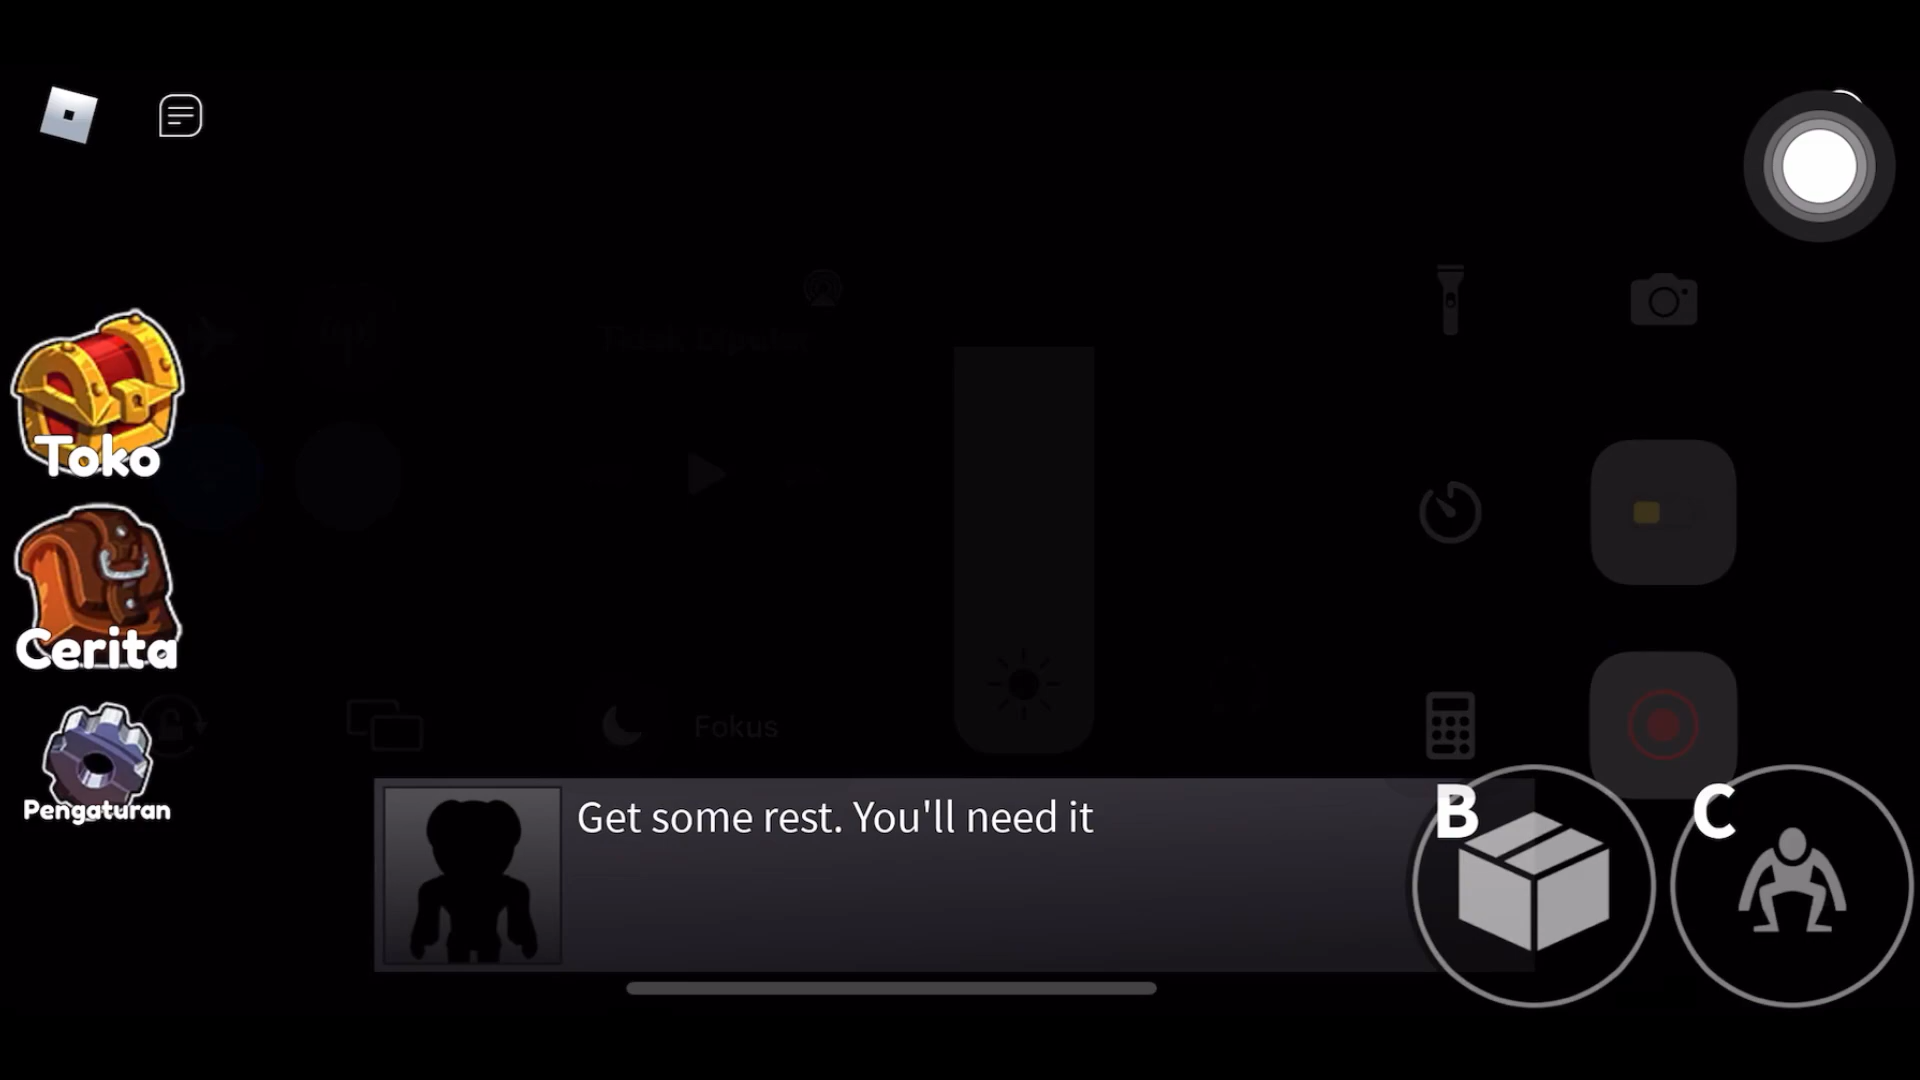 Toko
Cerita
Fokus
Pengaturan
Get some rest. You'll need it
B
C